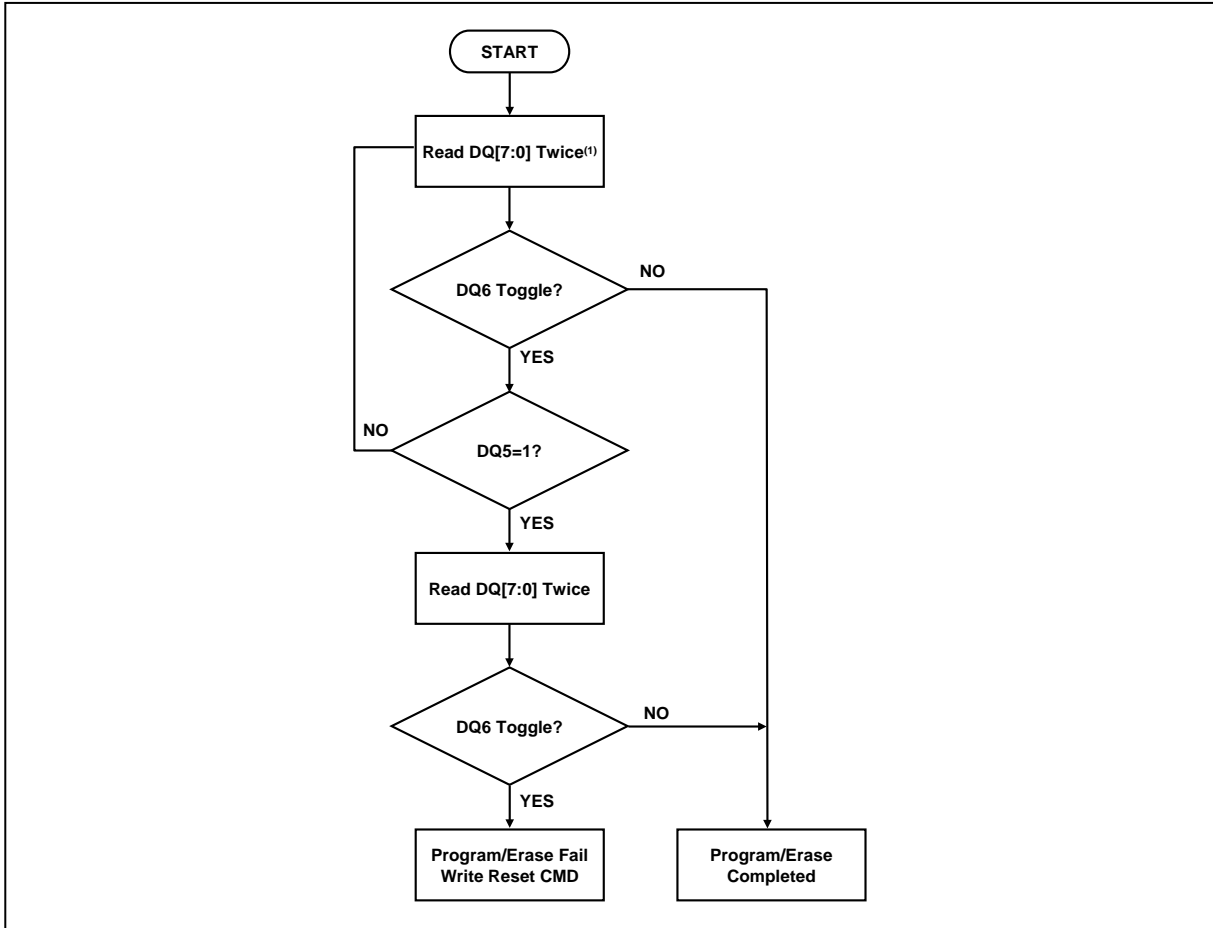 START
Read DQ[7:0] Twice(1)
DQ6 Toggle?
NO
YES
NO
DQ5=1?
YES
Read DQ[7:0] Twice
DQ6 Toggle?
NO
YES
Program/Erase Fail
Write Reset CMD
Program/Erase
Completed